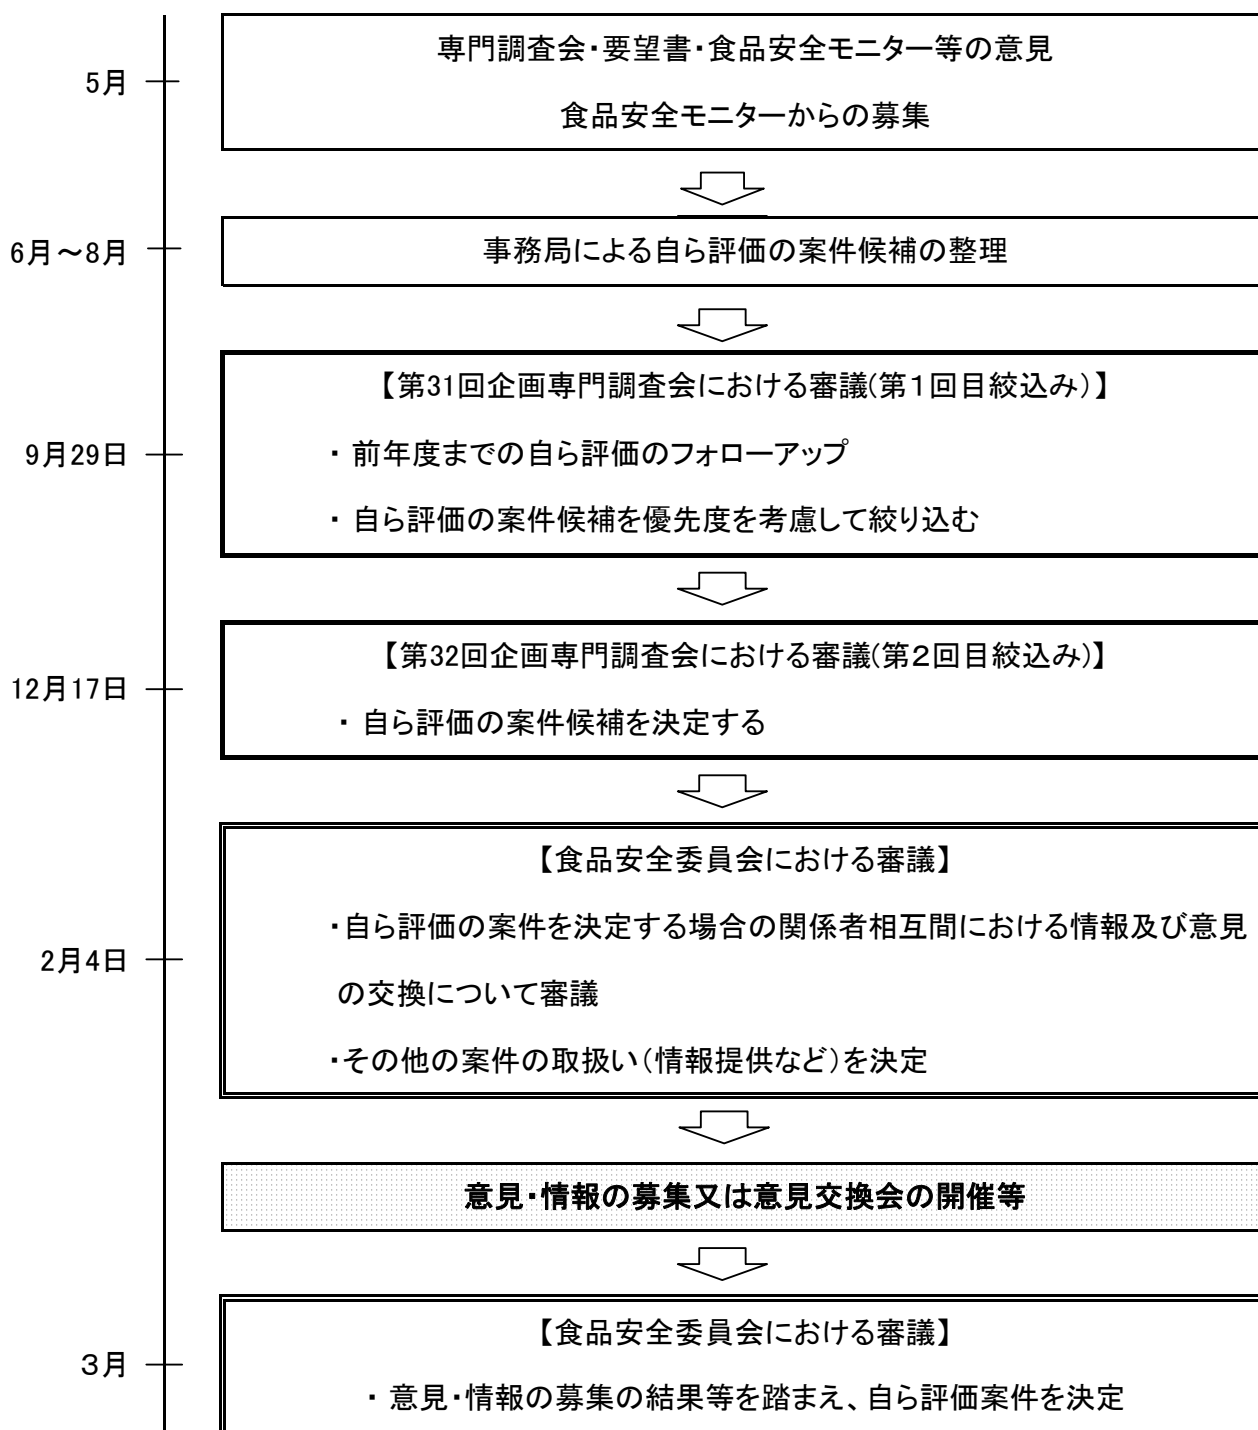 専門調査会・要望書・食品安全モニター等の意見
5月
食品安全モニターからの募集
6月～8月
事務局による自ら評価の案件候補の整理
【第31回企画専門調査会における審議(第１回目絞込み)】
9月29日
・ 前年度までの自ら評価のフォローアップ
・ 自ら評価の案件候補を優先度を考慮して絞り込む
【第32回企画専門調査会における審議(第２回目絞込み)】
12月17日
・ 自ら評価の案件候補を決定する
【食品安全委員会における審議】
・自ら評価の案件を決定する場合の関係者相互間における情報及び意見
2月4日
の交換について審議
・その他の案件の取扱い（情報提供など）を決定
意見・情報の募集又は意見交換会の開催等
【食品安全委員会における審議】
３月
・ 意見・情報の募集の結果等を踏まえ、自ら評価案件を決定